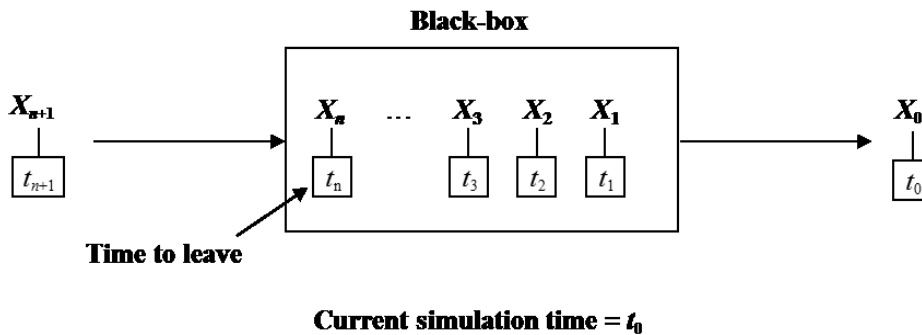 Black-box
X_{n+1} X_n ... X_3 X_2 X_1 X_0
t_{n+1} t_n t_3 t_2 t_1 t_0
Time to leave
Current simulation time = t_0